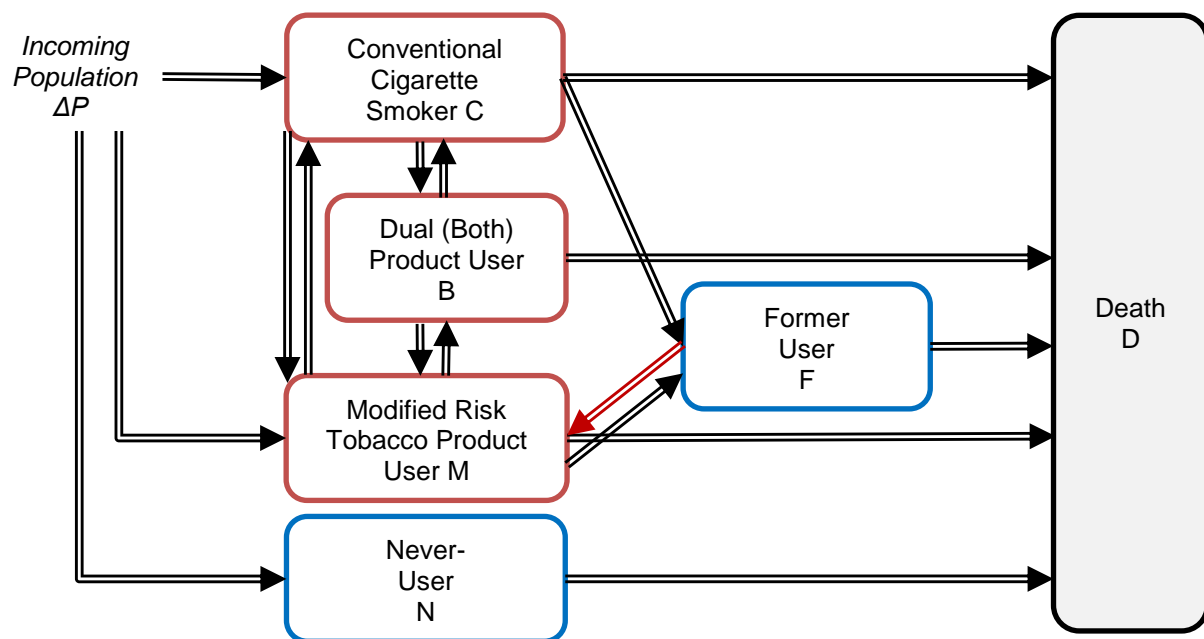 Incoming
Population
ΔP
Conventional
Cigarette
Smoker C
Dual (Both)
Product User
B
Former
User
F
Death
D
Modified Risk
Tobacco Product
User M
Never-
User
N